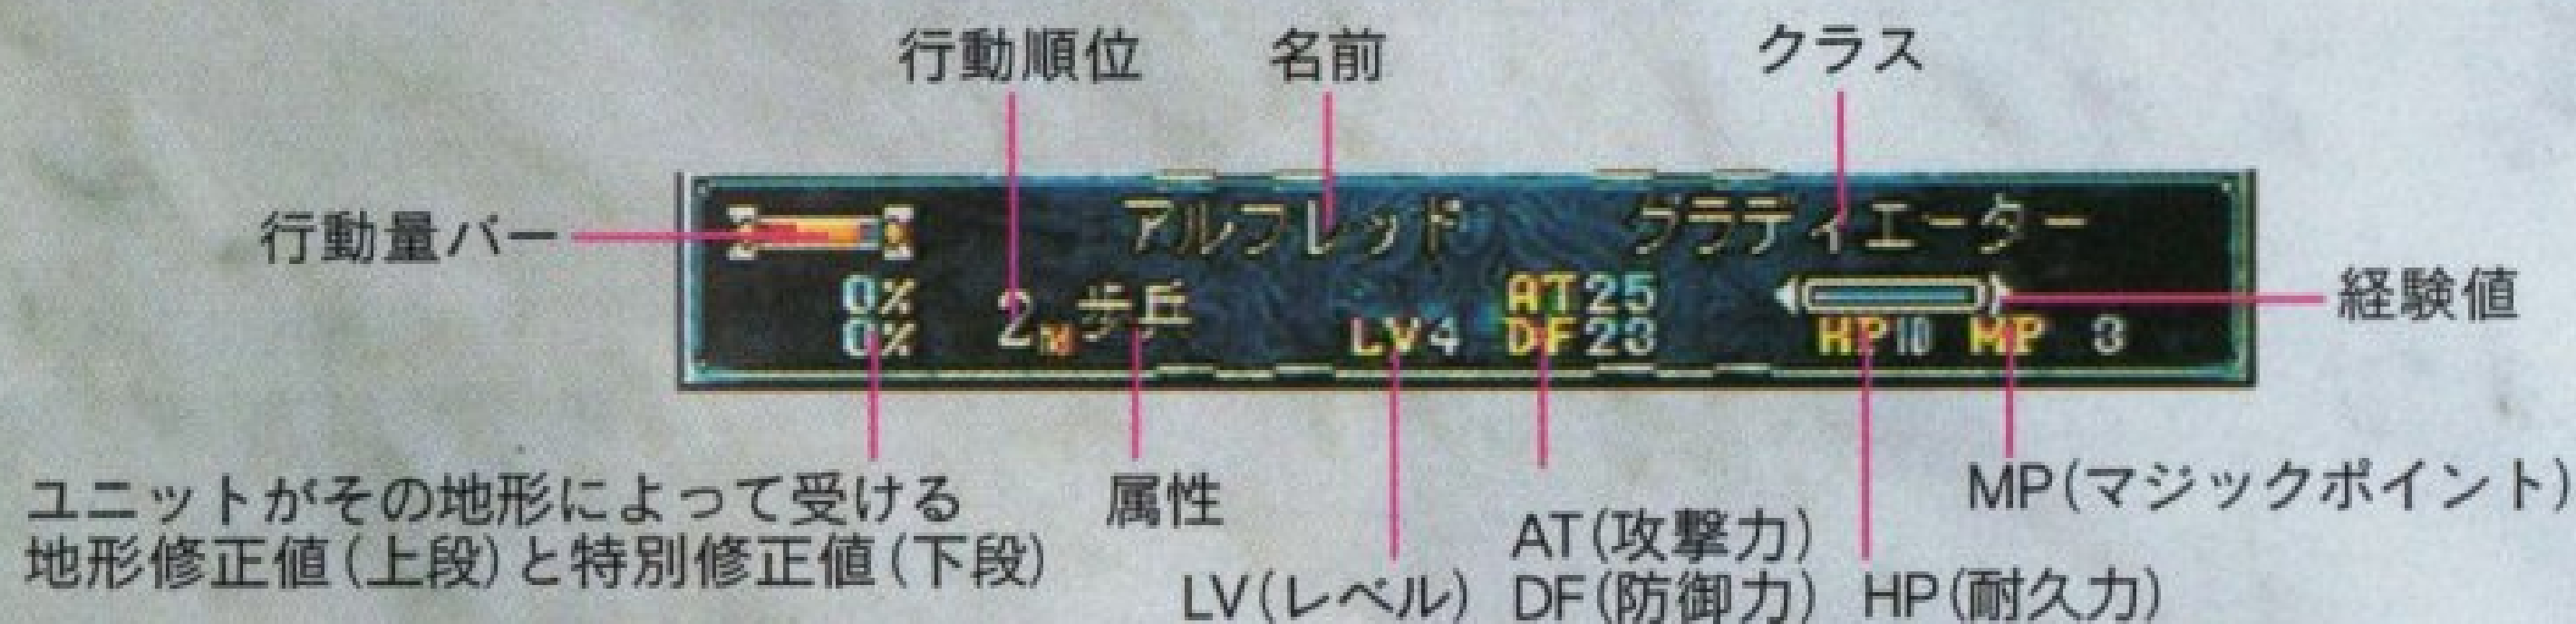 行動順位 名前 クラス
行動量バー
アルフレッド グラディエーター
0% AT25
経験値
2M 歩兵
0% LV4 DF23 HP10 MP 3
ユニットがその地形によって受ける
地形修正値(上段)と特別修正値(下段)
属性
LV(レベル)
AT(攻撃力)
DF(防御力)
HP(耐久力)
MP(マジックポイント)